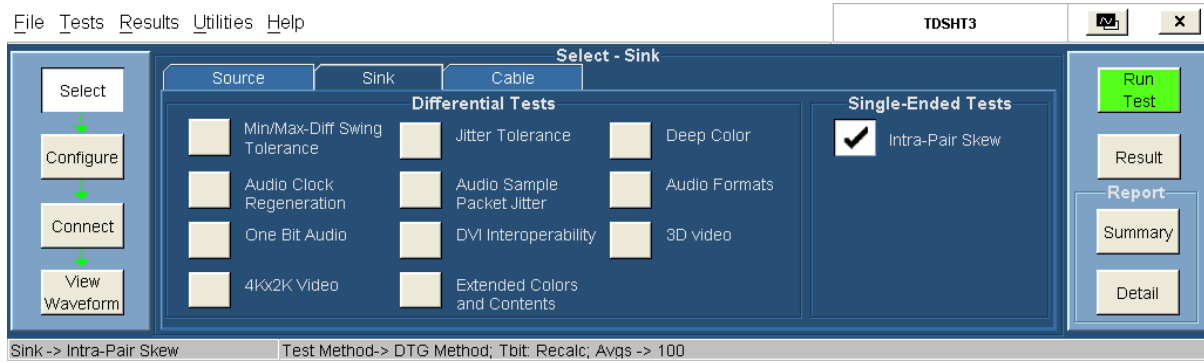 File Tests Results Utilities Help
TDSHT3
x
Select - Sink
Source Sink Cable
Select
Configure
Connect
View
Waveform
Differential Tests
Min/Max-Diff Swing
Tolerance
Jitter Tolerance
Deep Color
Audio Clock
Regeneration
Audio Sample
Packet Jitter
Audio Formats
One Bit Audio
DVI Interoperability
3D video
4Kx2K Video
Extended Colors
and Contents
Single-Ended Tests
Intra-Pair Skew
Run
Test
Result
Report
Summary
Detail
Sink -> Intra-Pair Skew
Test Method-> DTG Method; Tbit: Recalc; Avgs -> 100